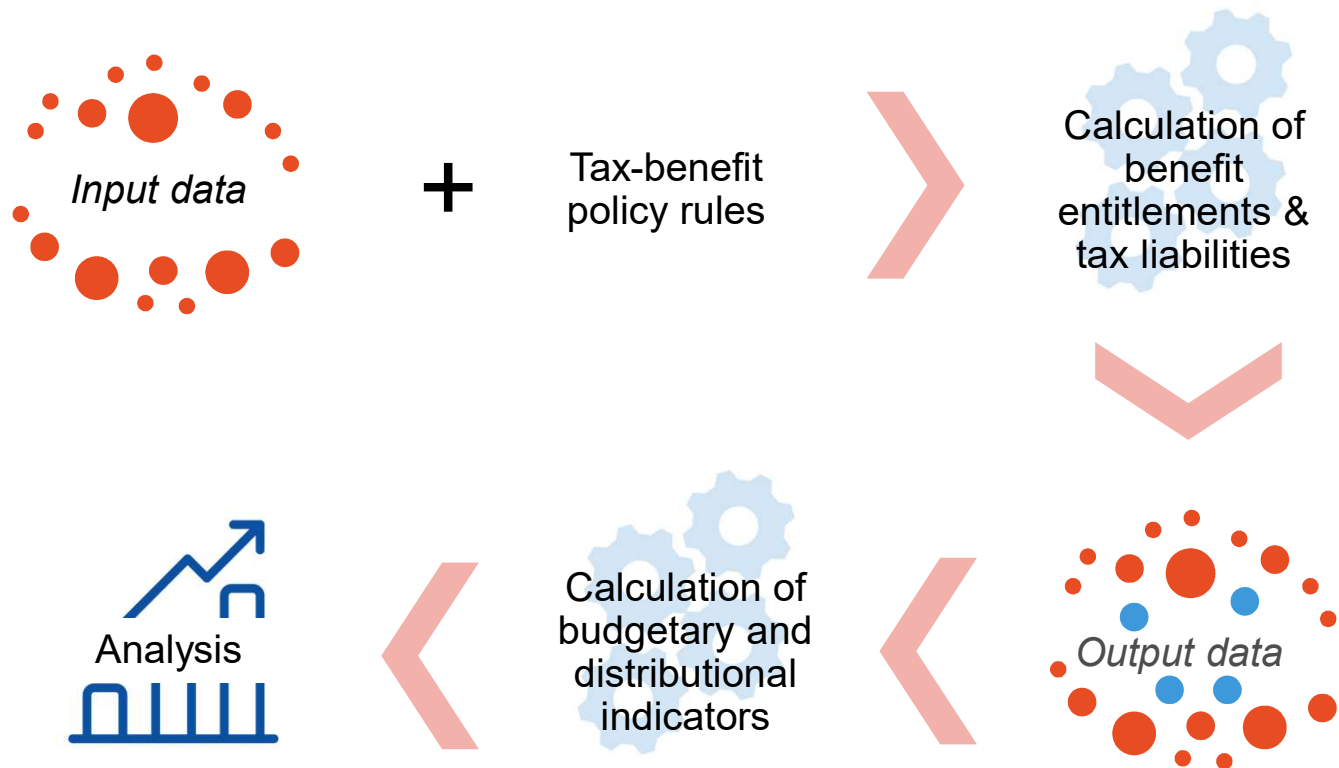 Input data
+
Tax-benefit
policy rules
Calculation of
benefit
entitlements &
tax liabilities
Output data
Calculation of
budgetary and
distributional
indicators
Analysis